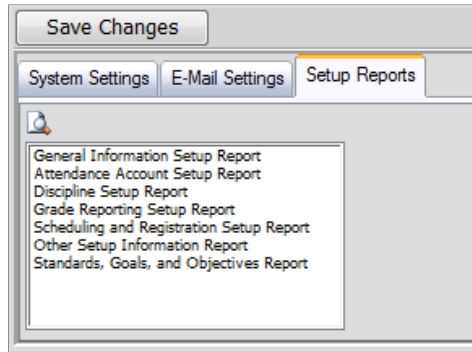 Save Changes
System Settings E-Mail Settings Setup Reports
General Information Setup Report
Attendance Account Setup Report
Discipline Setup Report
Grade Reporting Setup Report
Scheduling and Registration Setup Report
Other Setup Information Report
Standards, Goals, and Objectives Report